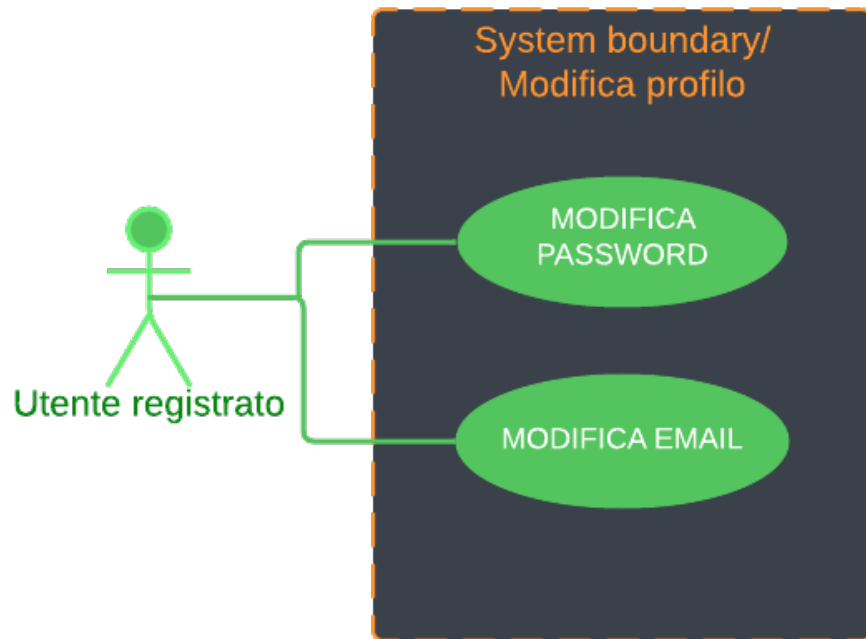 System boundary/
Modifica profilo
MODIFICA
PASSWORD
Utente registrato
MODIFICA EMAIL